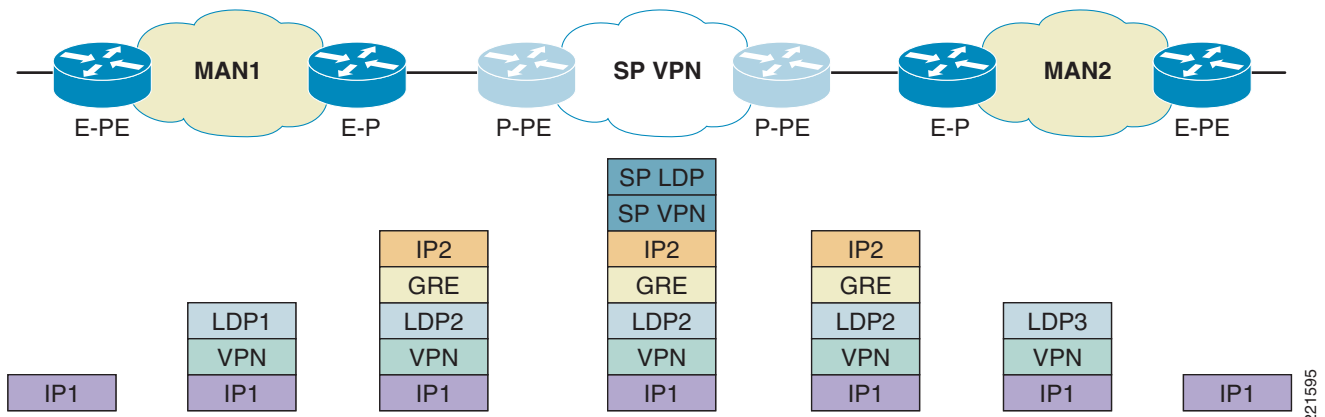 MAN1 SP VPN MAN2
E-PE E-P P-PE P-PE E-P E-PE
SP LDP
SP VPN
IP2 IP2 IP2
GRE GRE GRE
LDP1 LDP2 LDP2 LDP2 LDP3
VPN VPN VPN VPN VPN
IP1 IP1 IP1 IP1 IP1 IP1 IP1
221595